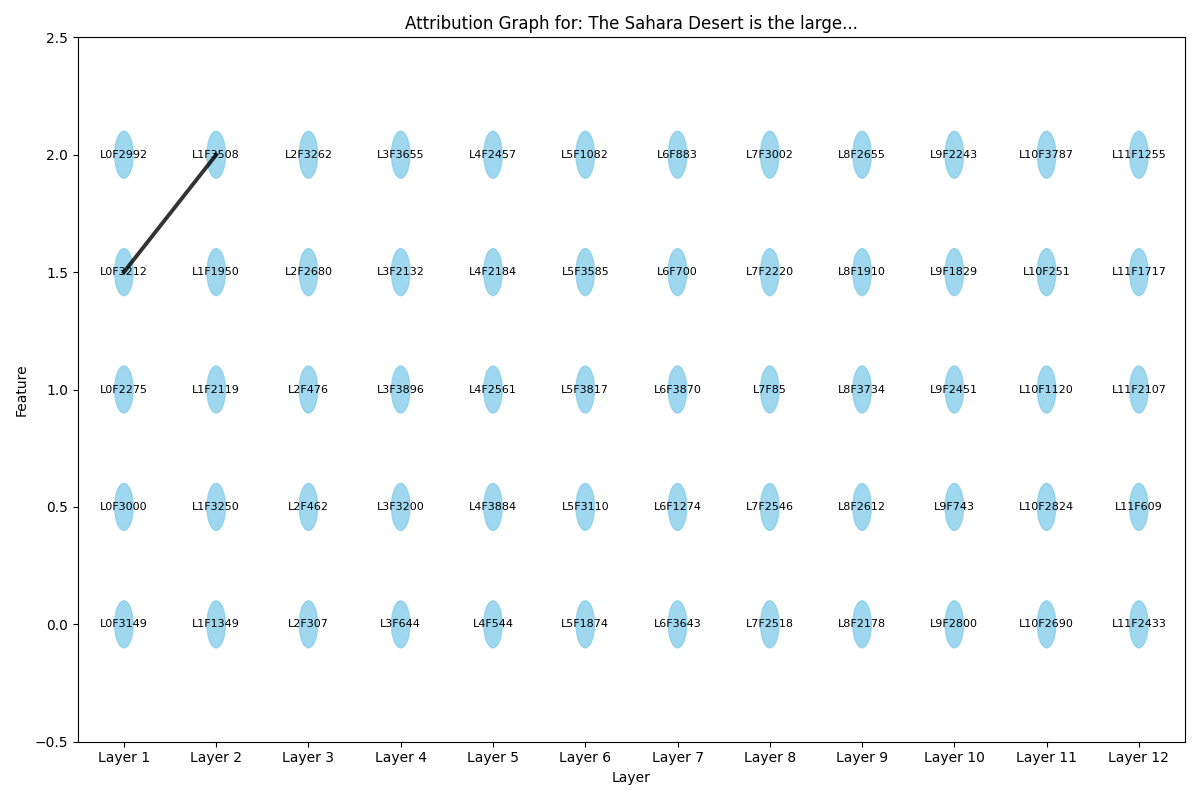 Attribution Graph for: The Sahara Desert is the large...
2.5
2.0
L0F2992 L1F3508 L2F3262 L3F3655 L4F2457 L5F1082 L6F883 L7F3002 L8F2655 L9F2243 L10F3787 L11F1255
1.5
L0F3212 L1F1950 L2F2680 L3F2132 L4F2184 L5F3585 L6F700 L7F2220 L8F1910 L9F1829 L10F251 L11F1717
Feature
1.0
L0F2275 L1F2119 L2F476 L3F3896 L4F2561 L5F3817 L6F3870 L7F85 L8F3734 L9F2451 L10F1120 L11F2107
0.5
L0F3000 L1F3250 L2F462 L3F3200 L4F3884 L5F3110 L6F1274 L7F2546 L8F2612 L9F743 L10F2824 L11F609
0.0
L0F3149 L1F1349 L2F307 L3F644 L4F544 L5F1874 L6F3643 L7F2518 L8F2178 L9F2800 L10F2690 L11F2433
−0.5
Layer 1 Layer 2 Layer 3 Layer 4 Layer 5 Layer 6 Layer 7 Layer 8 Layer 9 Layer 10 Layer 11 Layer 12
Layer